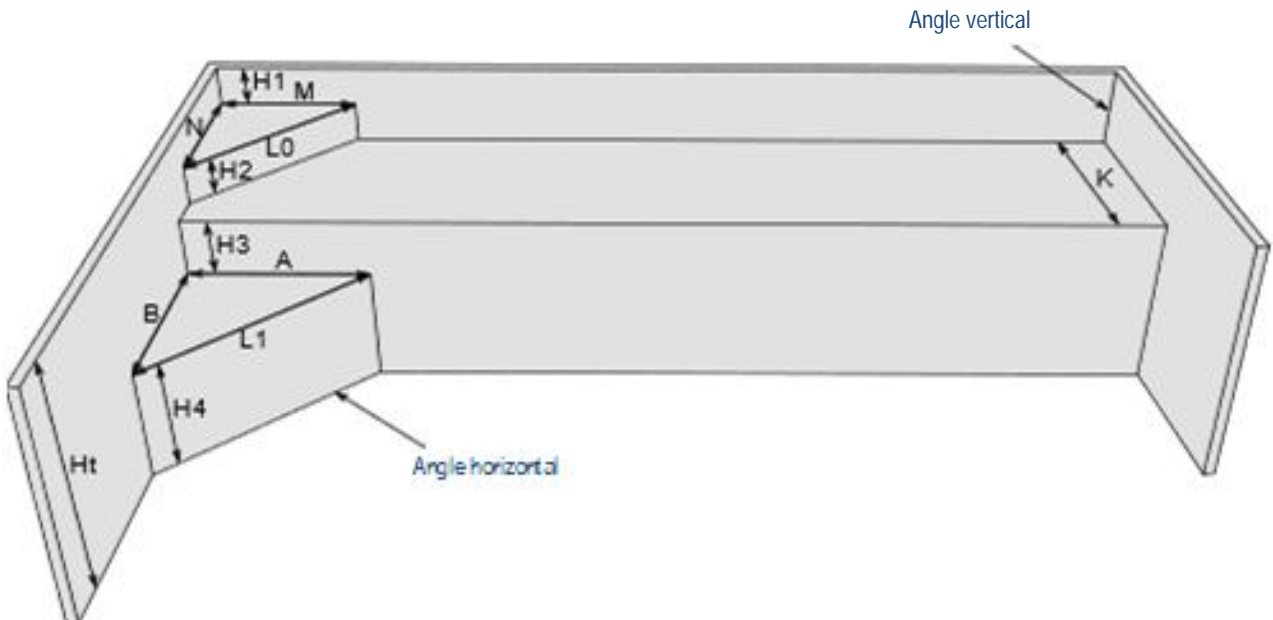 Angle vertical
H1
M
N
L0
H2
K
H3
A
B
L1
H4
Ht
Angle horizontal